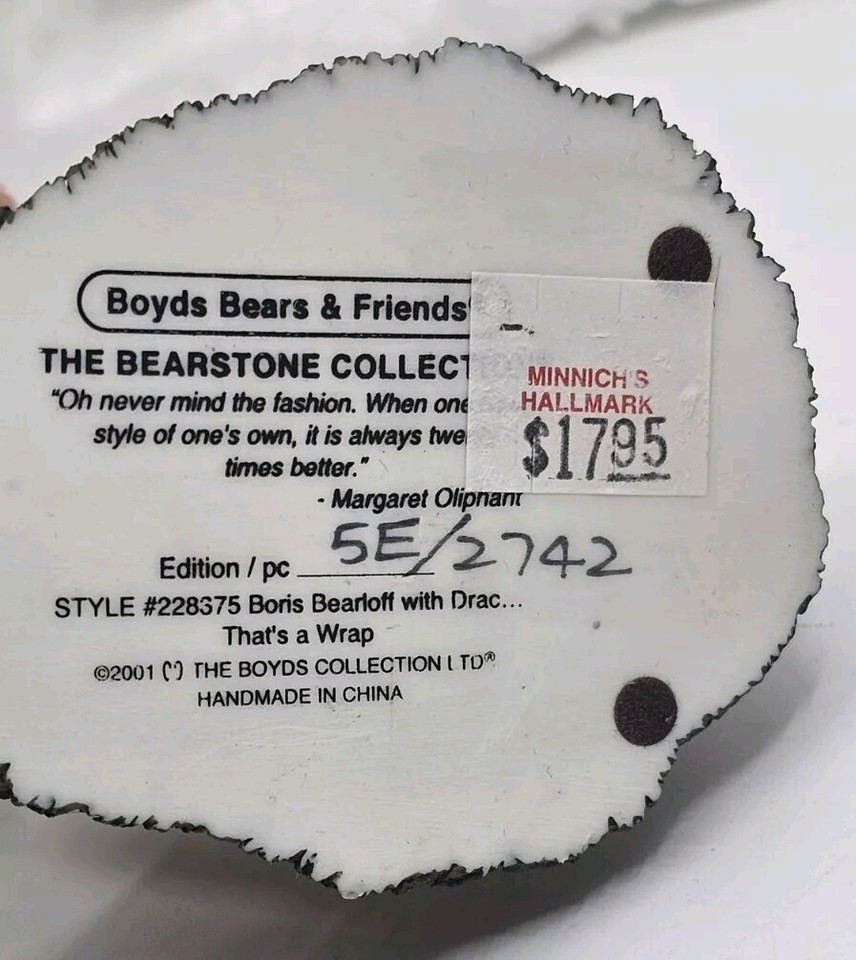 Boyds Bears & Friends
THE BEARSTONE COLLECT
"Oh never mind the fashion. When one
style of one's own, it is always twe
times better."
- Margaret Oliphant
Edition / pc 5E/2742
STYLE #228375 Boris Bearloff with Drac...
That's a Wrap
©2001 THE BOYDS COLLECTION LTD®
HANDMADE IN CHINA
MINNICH'S
HALLMARK
$1795